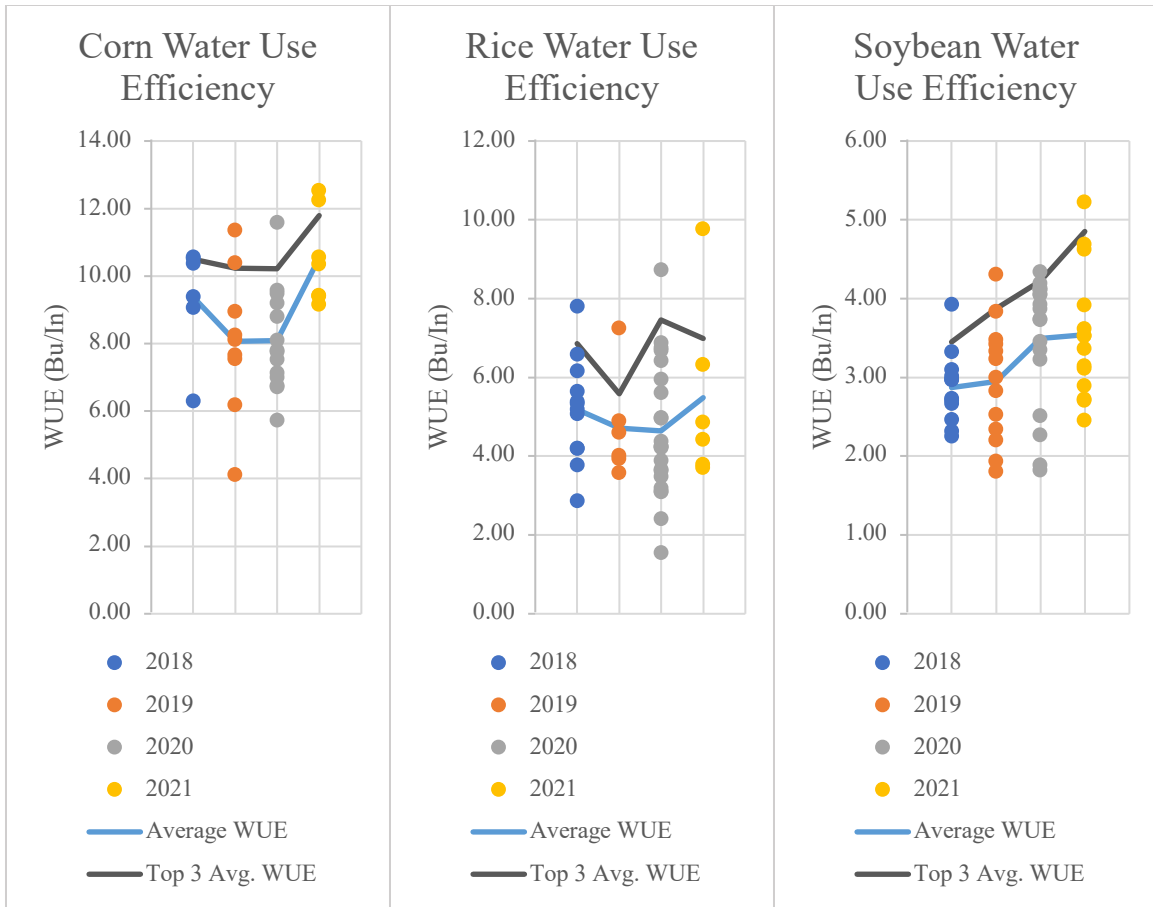 Corn Water Use
Efficiency
WUE (Bu/In)
14.00
12.00
10.00
8.00
6.00
4.00
2.00
0.00
2018
2019
2020
2021
Average WUE
Top 3 Avg. WUE
Rice Water Use
Efficiency
WUE (Bu/In)
12.00
10.00
8.00
6.00
4.00
2.00
0.00
2018
2019
2020
2021
Average WUE
Top 3 Avg. WUE
Soybean Water
Use Efficiency
WUE (Bu/In)
6.00
5.00
4.00
3.00
2.00
1.00
0.00
2018
2019
2020
2021
Average WUE
Top 3 Avg. WUE